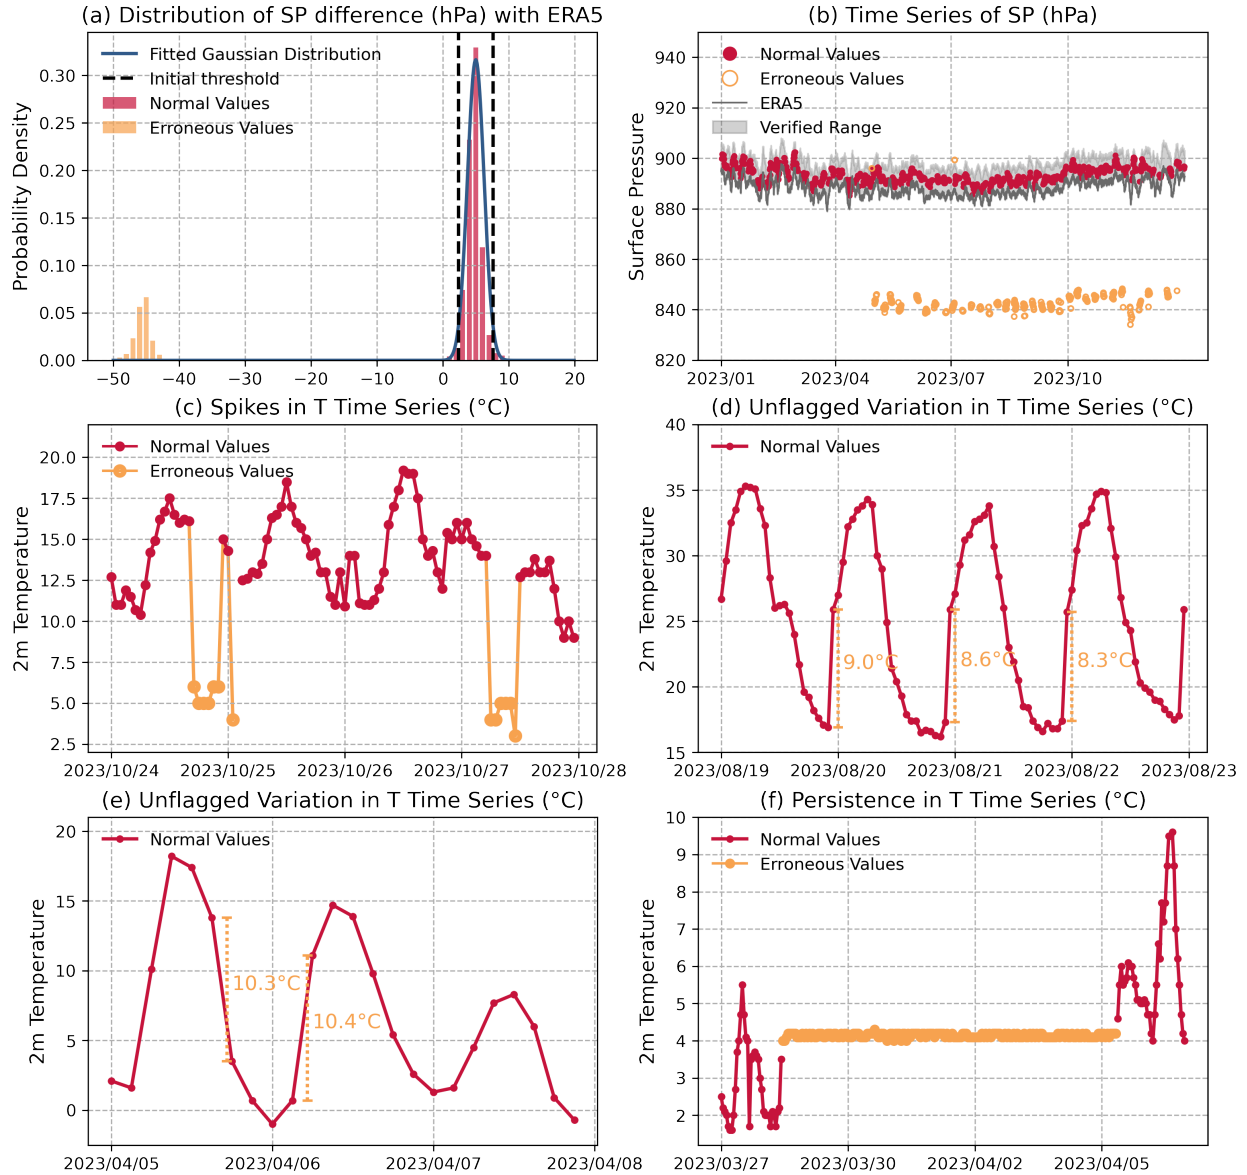 (a) Distribution of SP difference (hPa) with ERA5
Probability Density
0.30
0.25
0.20
0.15
0.10
0.05
0.00
Fitted Gaussian Distribution
Initial threshold
Normal Values
Erroneous Values
−50 −40 −30 −20 −10 0 10 20
(b) Time Series of SP (hPa)
Surface Pressure
940
920
900
880
860
840
820
Normal Values
Erroneous Values
ERA5
Verified Range
2023/01 2023/04 2023/07 2023/10
(c) Spikes in T Time Series (°C)
2m Temperature
20.0
17.5
15.0
12.5
10.0
7.5
5.0
2.5
Normal Values
Erroneous Values
2023/10/24 2023/10/25 2023/10/26 2023/10/27 2023/10/28
(d) Unflagged Variation in T Time Series (°C)
2m Temperature
40
35
30
25
20
15
Normal Values
9.0°C
8.6°C
8.3°C
2023/08/19 2023/08/20 2023/08/21 2023/08/22 2023/08/23
(e) Unflagged Variation in T Time Series (°C)
2m Temperature
20
15
10
5
0
Normal Values
10.3°C
10.4°C
2023/04/05 2023/04/06 2023/04/07 2023/04/08
(f) Persistence in T Time Series (°C)
2m Temperature
10
9
8
7
6
5
4
3
2
Normal Values
Erroneous Values
2023/03/27 2023/03/30 2023/04/02 2023/04/05